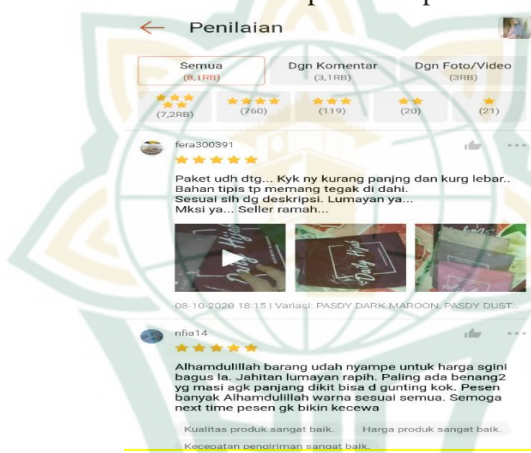 Penilaian
Semua
(8,1RB)
Dgn Komentar
(3,1RB)
Dgn Foto/Video
(3RB)
(7,2RB)
(760)
(119)
(20)
(21)
fera300391
Paket udh dtg... Kyk ny kurang panjng dan kurg lebar..
Bahan tipis tp memang tegak di dahi.
Sesuai sih dg deskripsi. Lumayan ya...
Mksi ya... Seller ramah...
Daily Hijab
Daily Hijab
08-10-2020 18:15 | Variasi: PASDY DARK MAROON, PASDY DUST..
nfia14
Alhamdulillah barang udah nyampe untuk harga sgini
bagus la. Jahitan lumayan rapih. Paling ada benang2
yg masi agk panjang dikit bisa d gunting kok. Pesen
banyak Alhamdulillah warna sesuai semua. Semoga
next time pesen gk bikin kecewa
Kualitas produk sangat baik.
Harga produk sangat baik.
Kecepatan pengiriman sangat baik.